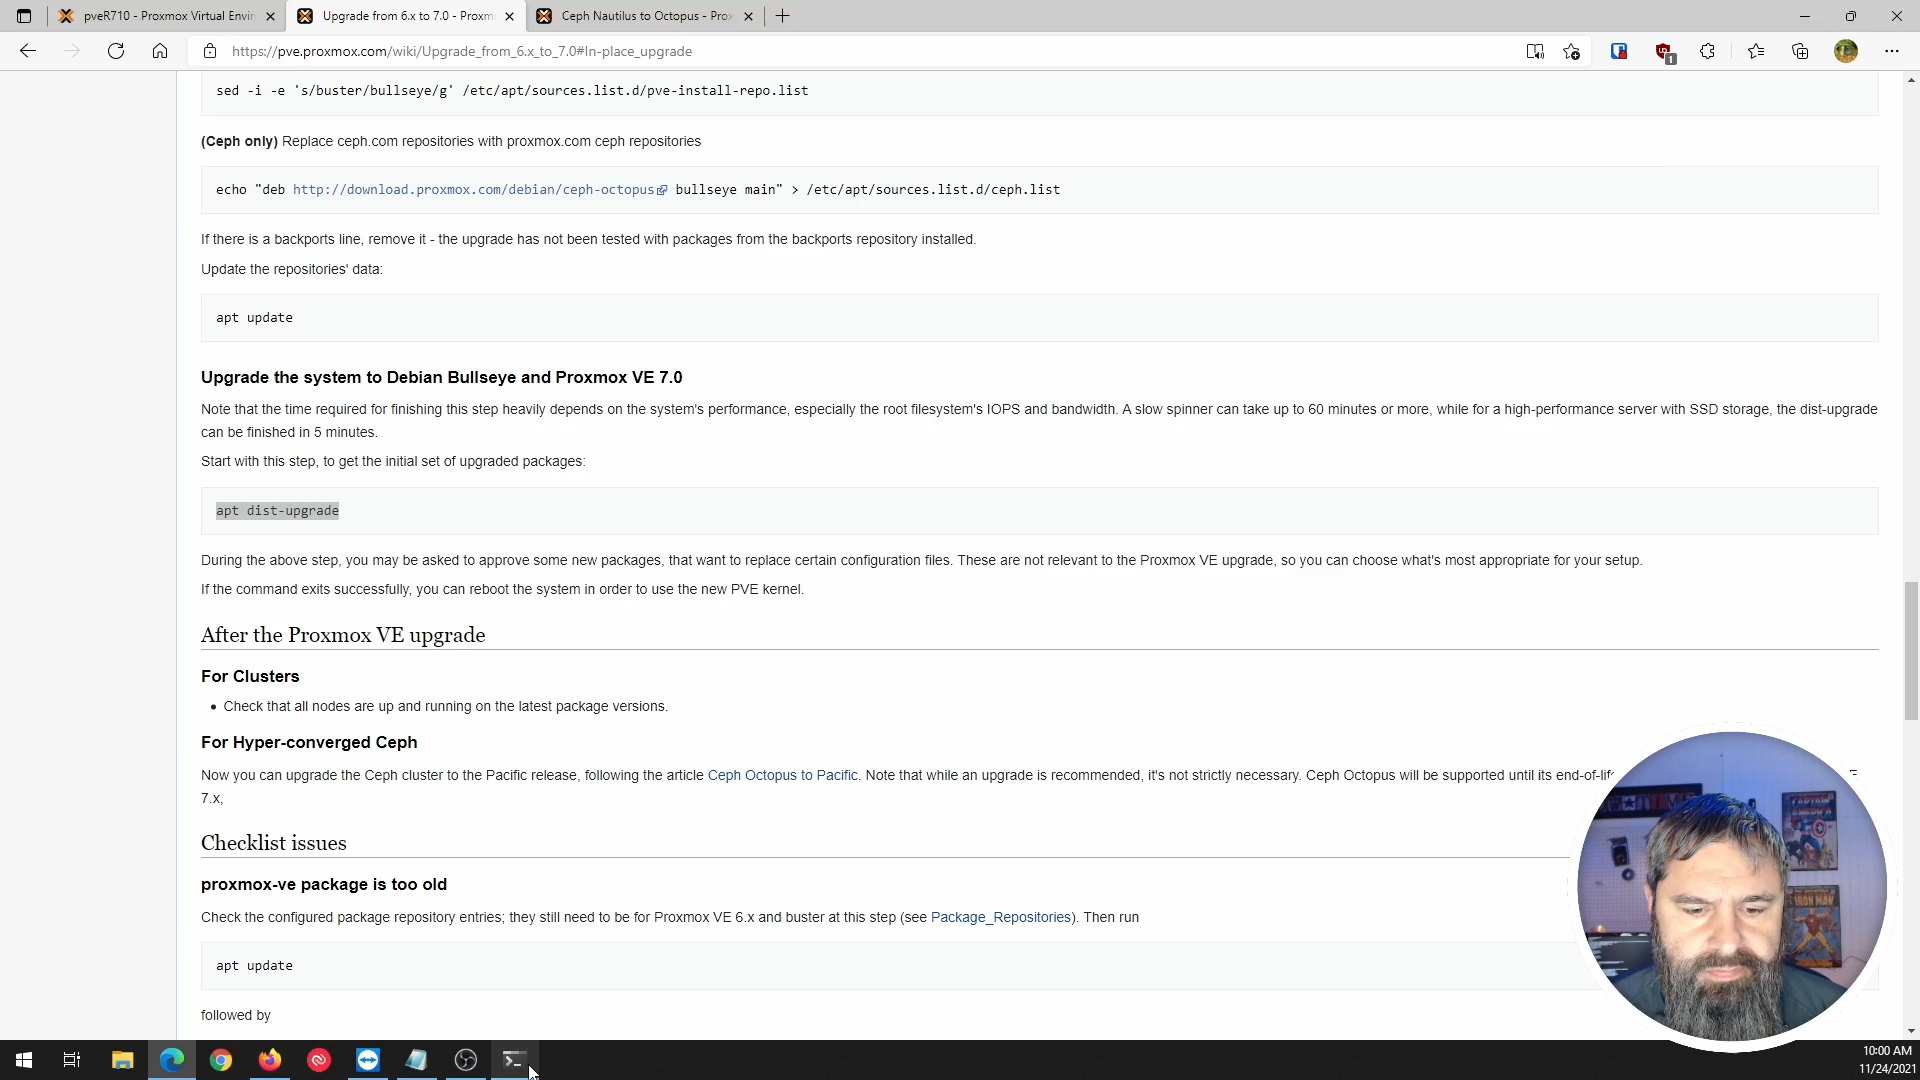 pveR710 - Proxmox Virtual Envir
Upgrade from 6.x to 7.0 - Proxm
Ceph Nautilus to Octopus - Pro
https://pve.proxmox.com/wiki/Upgrade_from_6.x_to_7.0#In-place_upgrade
1
sed -i -e 's/buster/bullseye/g' /etc/apt/sources.list.d/pve-install-repo.list
(Ceph only) Replace ceph.com repositories with proxmox.com ceph repositories
echo "deb http://download.proxmox.com/debian/ceph-octopus bullseye main" > /etc/apt/sources.list.d/ceph.list
If there is a backports line, remove it - the upgrade has not been tested with packages from the backports repository installed.
Update the repositories' data:
apt update
Upgrade the system to Debian Bullseye and Proxmox VE 7.0
Note that the time required for finishing this step heavily depends on the system's performance, especially the root filesystem's IOPS and bandwidth. A slow spinner can take up to 60 minutes or more, while for a high-performance server with SSD storage, the dist-upgrade
can be finished in 5 minutes.
Start with this step, to get the initial set of upgraded packages:
apt dist-upgrade
During the above step, you may be asked to approve some new packages, that want to replace certain configuration files. These are not relevant to the Proxmox VE upgrade, so you can choose what's most appropriate for your setup.
If the command exits successfully, you can reboot the system in order to use the new PVE kernel.
After the Proxmox VE upgrade
For Clusters
Check that all nodes are up and running on the latest package versions.
For Hyper-converged Ceph
Now you can upgrade the Ceph cluster to the Pacific release, following the article Ceph Octopus to Pacific. Note that while an upgrade is recommended, it's not strictly necessary. Ceph Octopus will be supported until its end-of-life
7.x,
Checklist issues
proxmox-ve package is too old
Check the configured package repository entries; they still need to be for Proxmox VE 6.x and buster at this step (see Package_Repositories). Then run
apt update
followed by
CAPTAIN AMERICA
IRON MAN
10:00 AM
11/24/2021